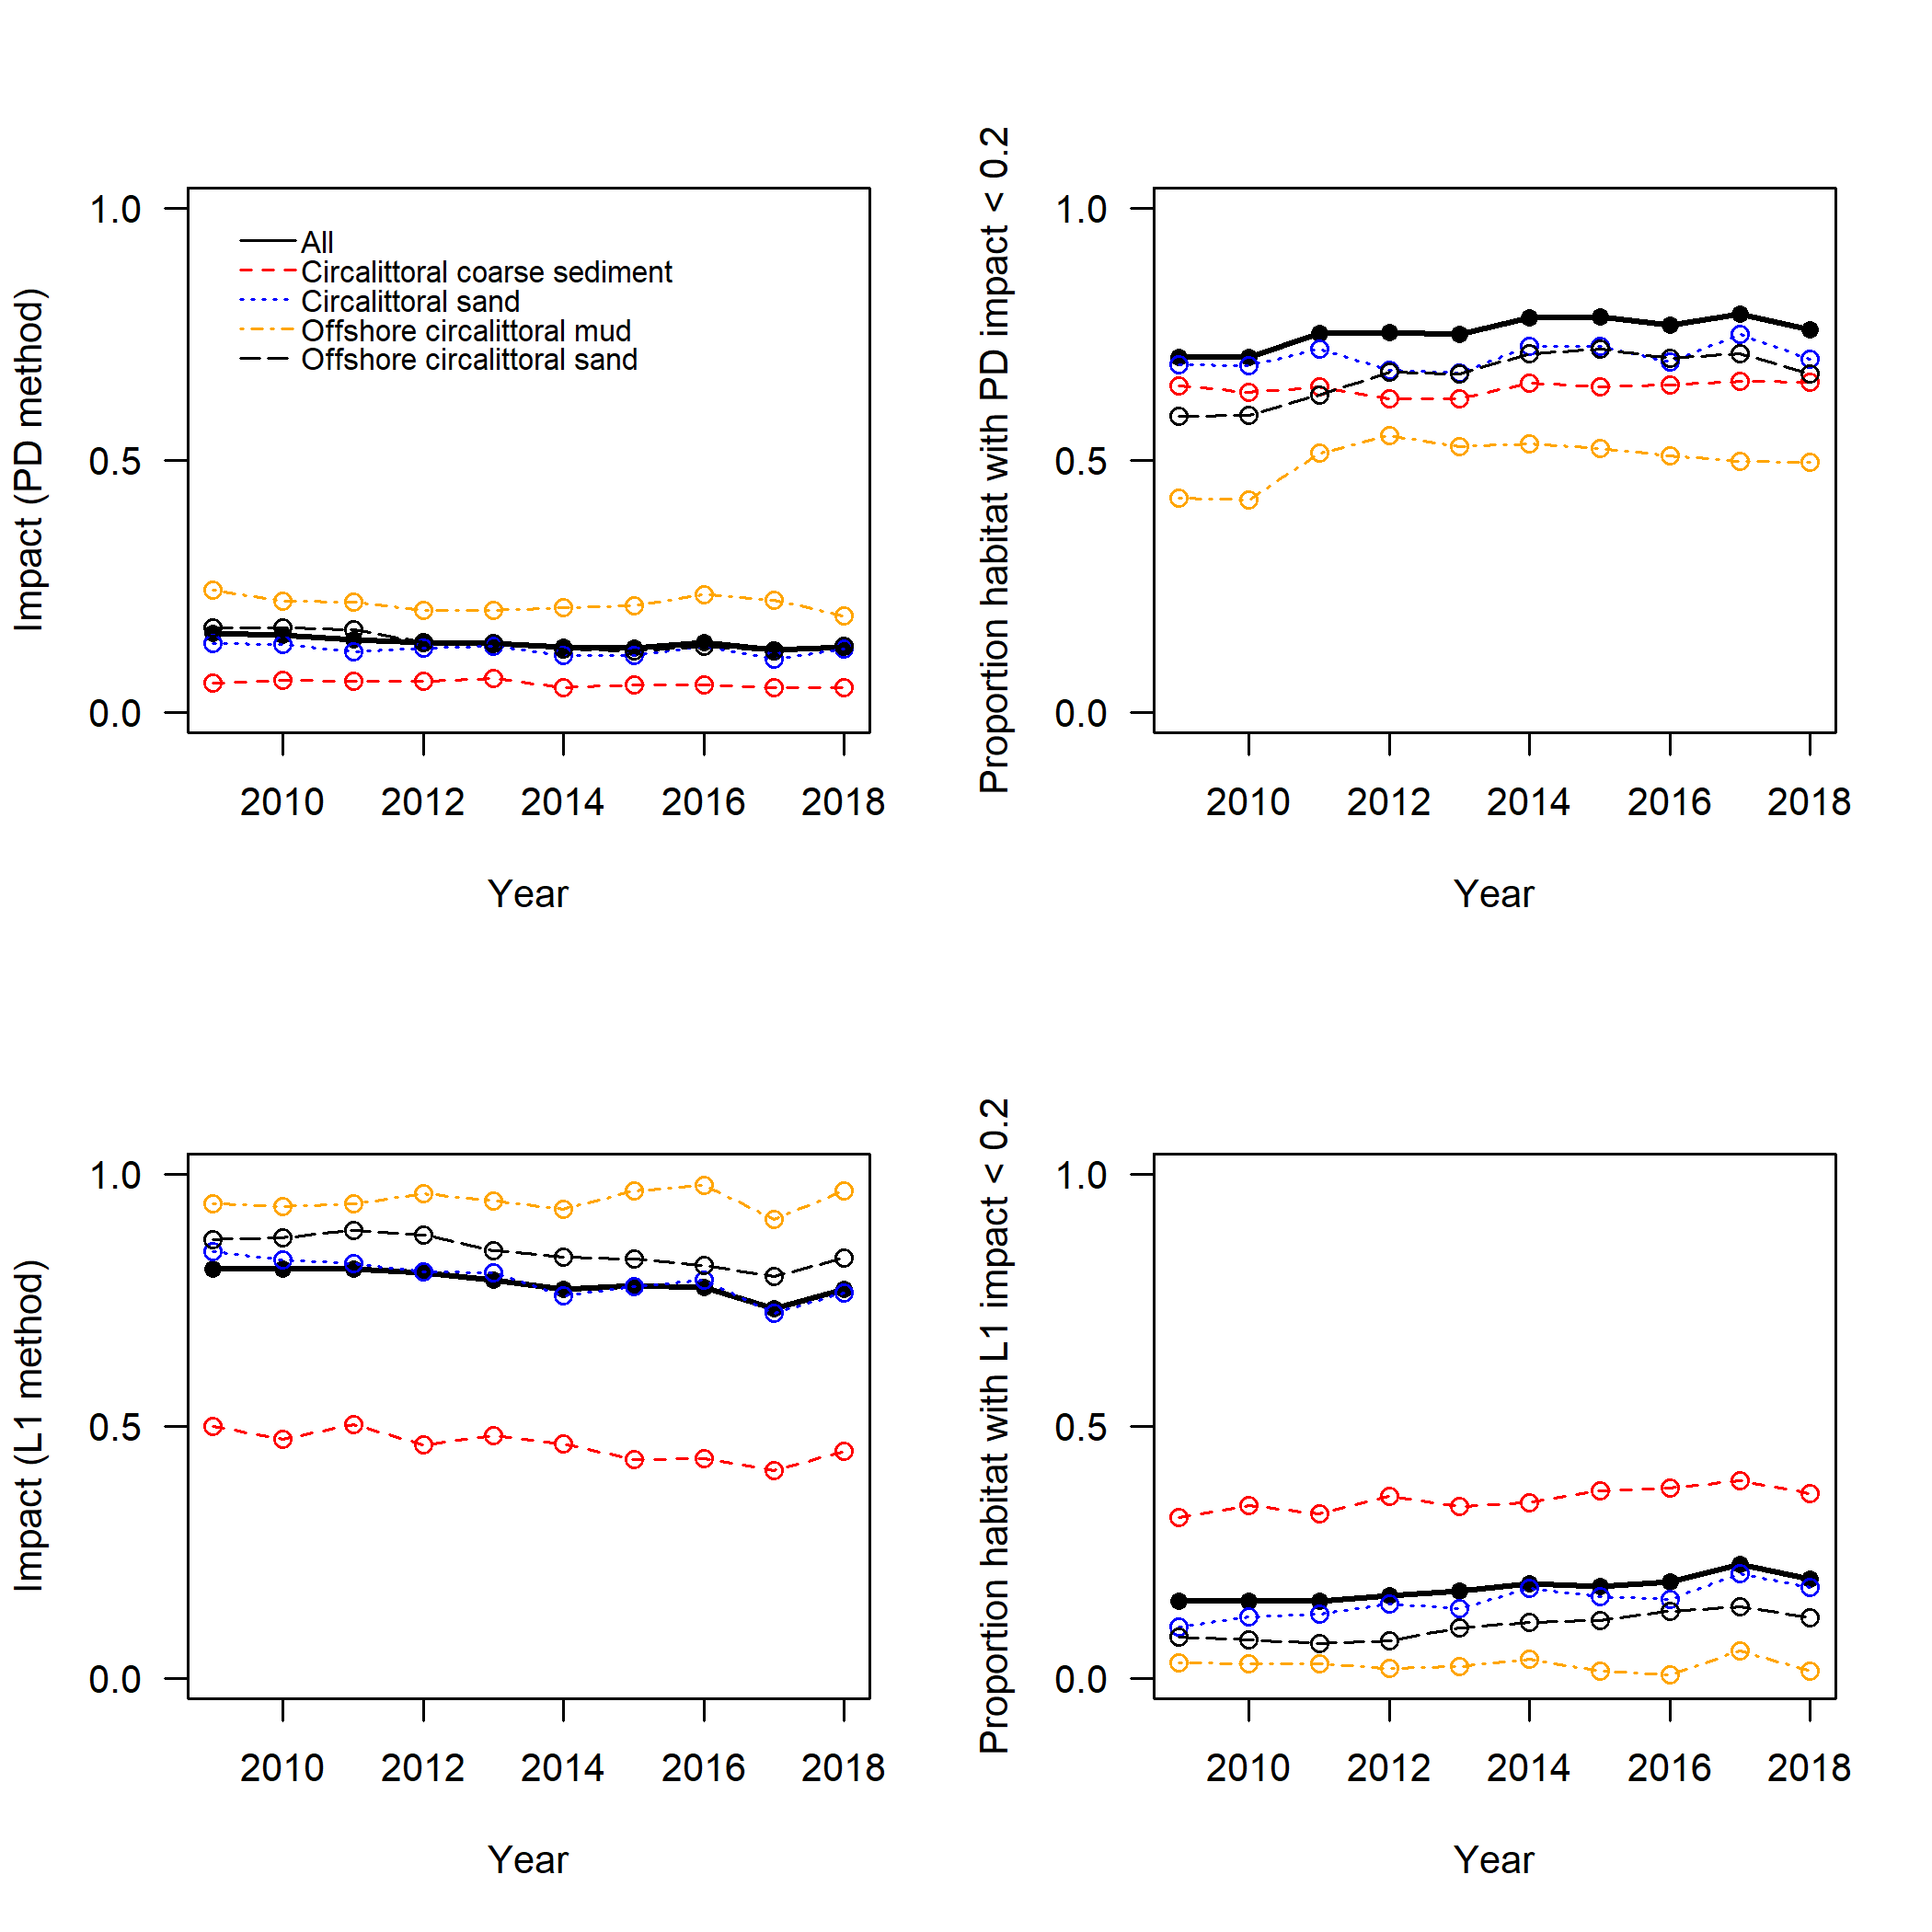 Impact (PD method)
1.0
0.5
0.0
All
Circalittoral coarse sediment
Circalittoral sand
Offshore circalittoral mud
Offshore circalittoral sand
2010 2012 2014 2016 2018
Year
Proportion habitat with PD impact < 0.2
1.0
0.5
0.0
2010 2012 2014 2016 2018
Year
Impact (L1 method)
1.0
0.5
0.0
2010 2012 2014 2016 2018
Year
Proportion habitat with L1 impact < 0.2
1.0
0.5
0.0
2010 2012 2014 2016 2018
Year